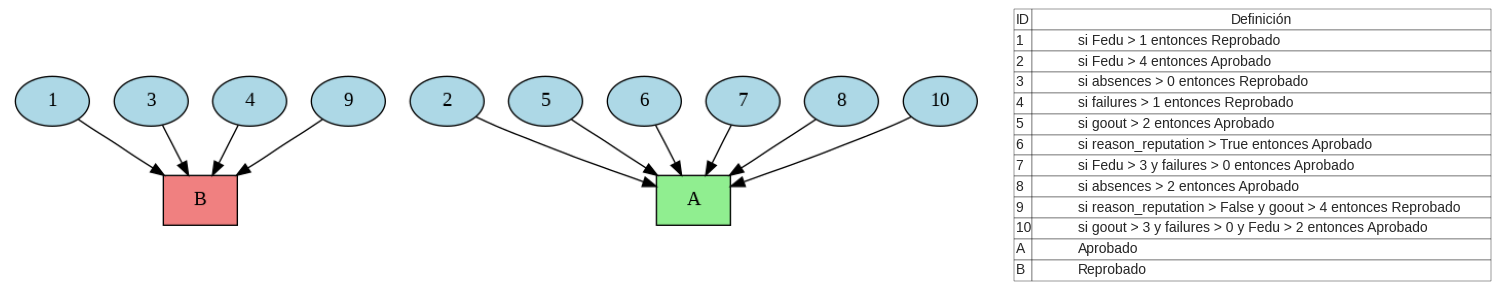 1 3 4 9 2 5 6 7 8 10
B A
ID Definición
1 si Fedu > 1 entonces Reprobado
2 si Fedu > 4 entonces Aprobado
3 si absences > 0 entonces Reprobado
4 si failures > 1 entonces Reprobado
5 si goout > 2 entonces Aprobado
6 si reason_reputation > True entonces Aprobado
7 si Fedu > 3 y failures > 0 entonces Aprobado
8 si absences > 2 entonces Aprobado
9 si reason_reputation > False y goout > 4 entonces Reprobado
10 si goout > 3 y failures > 0 y Fedu > 2 entonces Aprobado
A Aprobado
B Reprobado